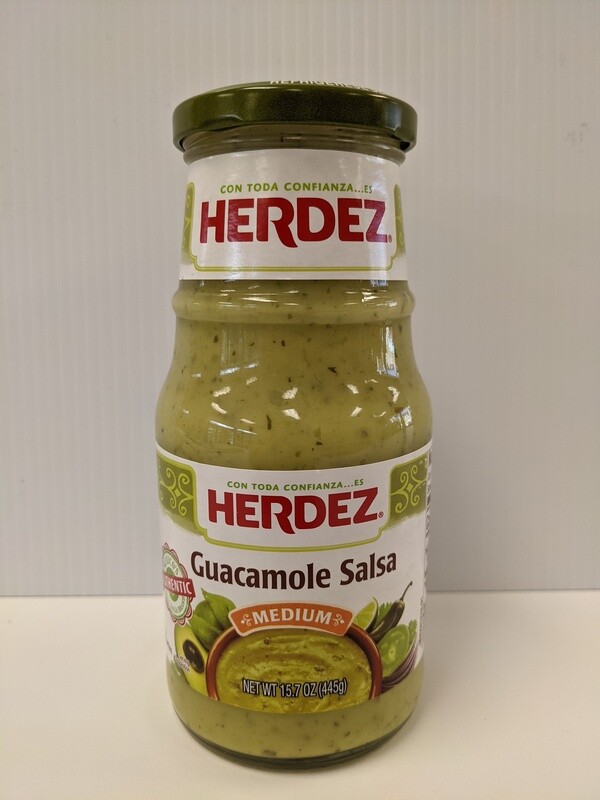 CON TODA CONFIANZA...ES
HERDEZ®
CON TODA CONFIANZA...ES
HERDEZ®
Guacamole Salsa
MEDIUM
NET WT 15.7 OZ (445g)